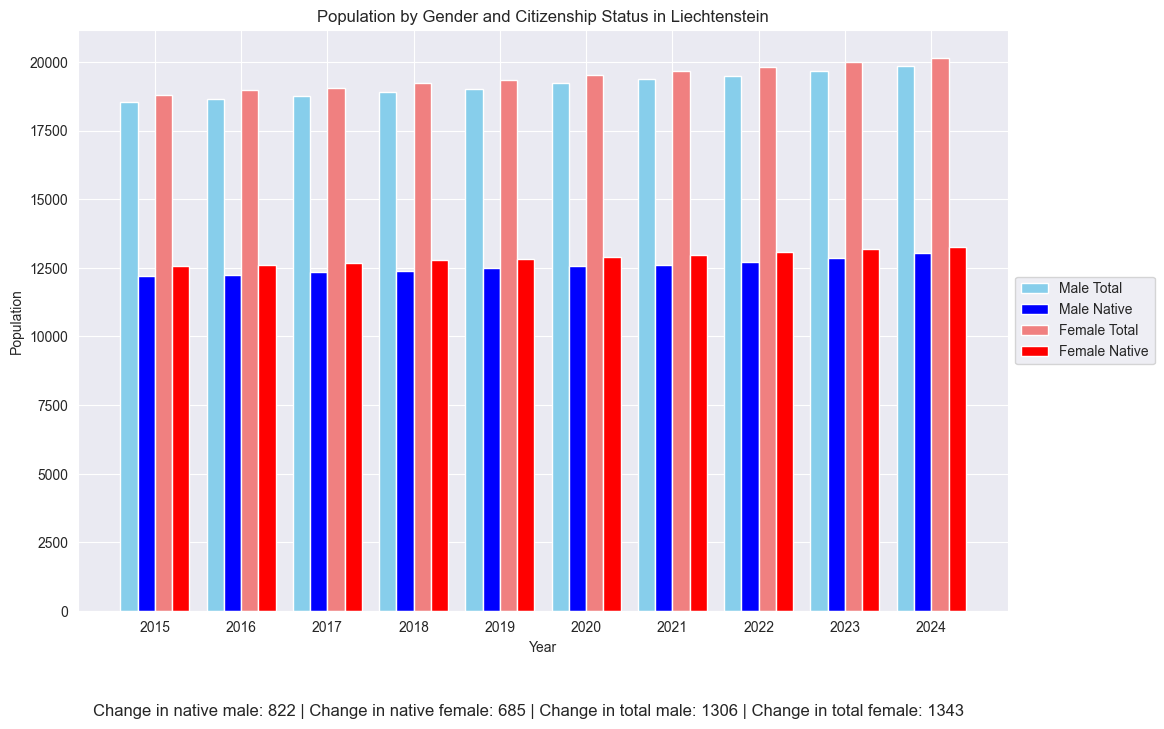 Population by Gender and Citizenship Status in Liechtenstein
20000
17500
15000
12500
10000
7500
5000
2500
0
Population
2015 2016 2017 2018 2019 2020 2021 2022 2023 2024
Year
Male Total
Male Native
Female Total
Female Native
Change in native male: 822 | Change in native female: 685 | Change in total male: 1306 | Change in total female: 1343